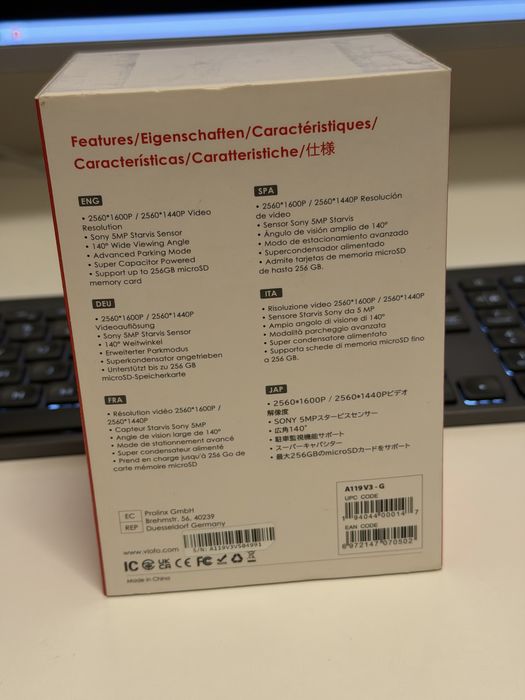 Features/Eigenschaften/Caractéristiques/
Características/Caratteristiche/仕様
ENG
• 2560*1600P / 2560*1440P Video
Resolution
• Sony 5MP Starvis Sensor
• 140° Wide Viewing Angle
• Advanced Parking Mode
• Super Capacitor Powered
• Support up to 256GB microSD
memory card
DEU
• 2560*1600P / 2560*1440P
Videoauflösung
• Sony 5MP Starvis Sensor
• 140° Weitwinkel
• Erweiterter Parkmodus
• Superkondensator angetrieben
• Unterstützt bis zu 256 GB
microSD-Speicherkarte
FRA
• Résolution vidéo 2560*1600P /
2560*1440P
• Capteur Starvis Sony 5MP
• Angle de vision large de 140°
• Mode de stationnement avancé
• Super condensateur alimenté
• Prend en charge jusqu'à 256 Go de
carte mémoire microSD
SPA
• 2560*1600P / 2560*1440P Resolución
de video
• Sensor Sony 5MP Starvis
• Ángulo de visión amplio de 140°
• Modo de estacionamiento avanzado
• Supercondensador alimentado
• Admite tarjetas de memoria microSD
de hasta 256 GB.
ITA
• Risoluzione video 2560*1600P / 2560*1440P
• Sensore Starvis Sony da 5 MP
• Ampio angolo di visione di 140°
• Modalità parcheggio avanzata
• Super condensatore alimentato
• Supporta schede di memoria microSD fino
a 256 GB.
JAP
• 2560*1600P / 2560*1440Pビデオ
解像度
• SONY 5MPスタービスセンサー
• 広角140°
• 駐車監視機能サポート
• スーパーキャパシター
• 最大256GBのmicroSDカードをサポート
EC REP
Prolinx GmbH
Brehmstr. 56, 40239
Duesseldorf Germany
www.viofo.com
S/N: A119V3VS04991
IC UK CA CE FC
Made in China
A119V3-G
UPC CODE
1 94044 00014 7
EAN CODE
6 972147 070502